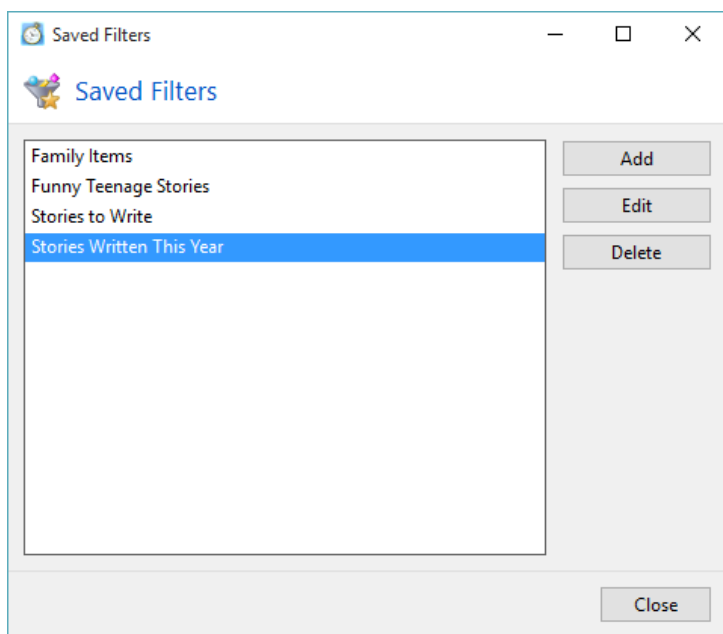 Saved Filters
Saved Filters
Family Items
Funny Teenage Stories
Stories to Write
Stories Written This Year
Add
Edit
Delete
Close